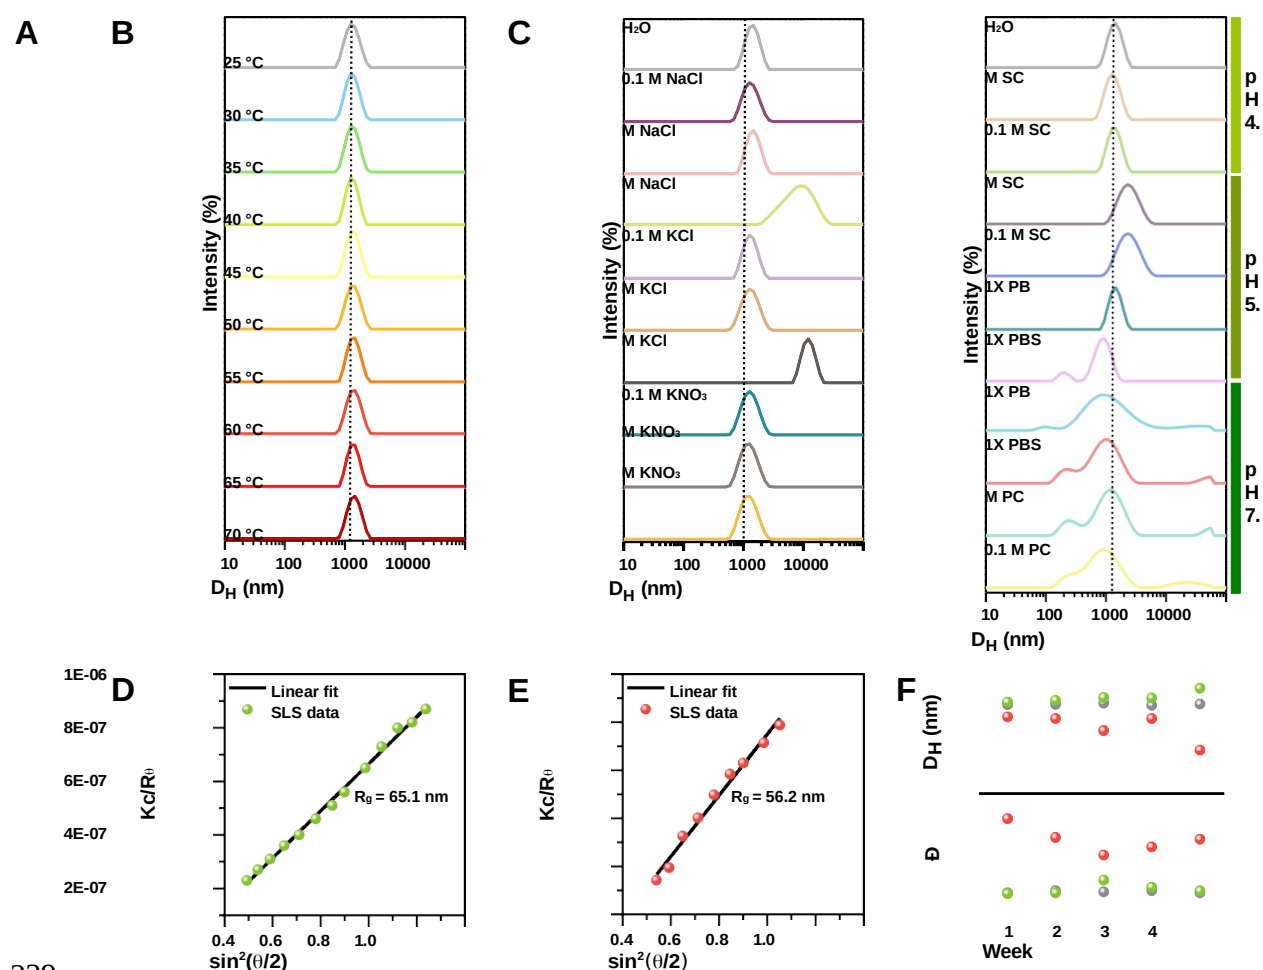 A
B
25 °C
30 °C
35 °C
40 °C
45 °C
50 °C
55 °C
60 °C
65 °C
70 °C
Intensity (%)
10 100 1000 10000
DH (nm)
C
H2O
0.1 M NaCl
M NaCl
M NaCl
0.1 M KCl
M KCl
M KCl
0.1 M KNO3
M KNO3
M KNO3
Intensity (%)
10 100 1000 10000
DH (nm)
H2O
M SC
0.1 M SC
M SC
0.1 M SC
1X PB
1X PBS
1X PB
1X PBS
M PC
0.1 M PC
Intensity (%)
10 100 1000 10000
DH (nm)
p
H
4.
p
H
5.
p
H
7.
D
1E-06
8E-07
6E-07
4E-07
2E-07
Kc/Rθ
Linear fit
SLS data
Rg = 65.1 nm
0.4 0.6 0.8 1.0
sin²(θ/2)
E
Kc/Rθ
Linear fit
SLS data
Rg = 56.2 nm
0.4 0.6 0.8 1.0
sin²(θ/2)
F
DH (nm)
Đ
1 2 3 4
Week